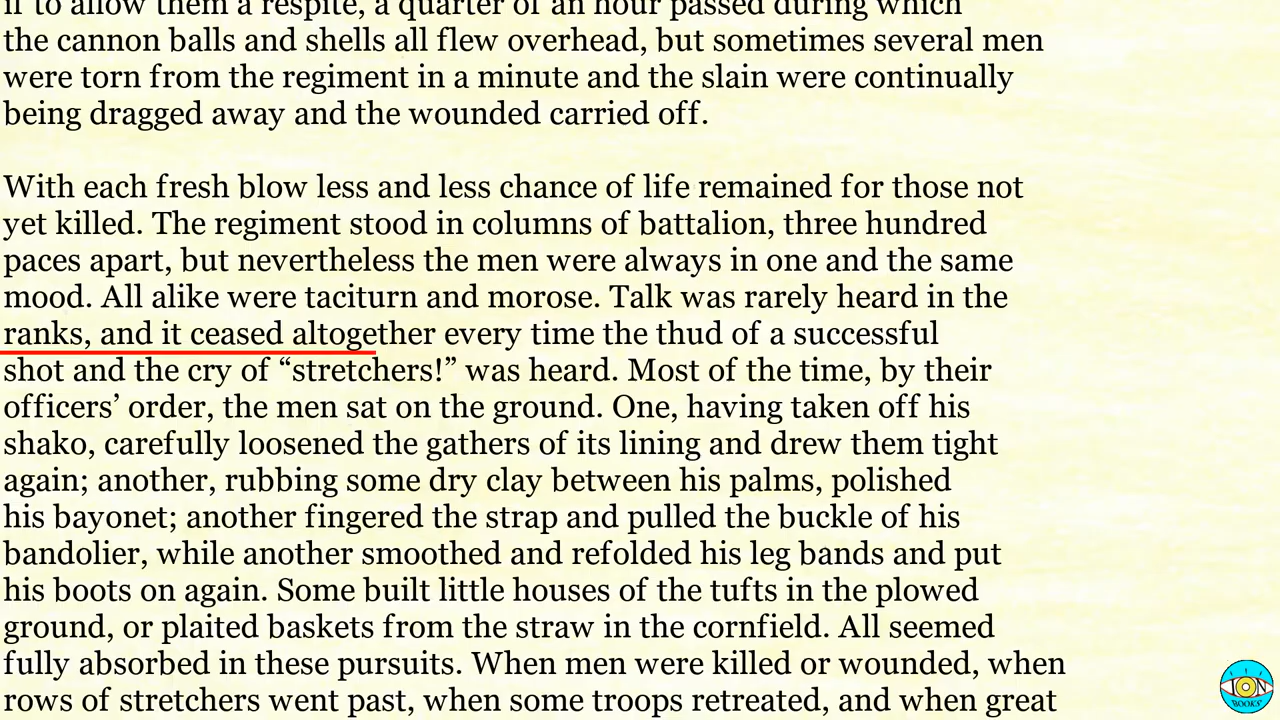 if to allow them a respite, a quarter of an hour passed during which
the cannon balls and shells all flew overhead, but sometimes several men
were torn from the regiment in a minute and the slain were continually
being dragged away and the wounded carried off.
With each fresh blow less and less chance of life remained for those not
yet killed. The regiment stood in columns of battalion, three hundred
paces apart, but nevertheless the men were always in one and the same
mood. All alike were taciturn and morose. Talk was rarely heard in the
ranks, and it ceased altogether every time the thud of a successful
shot and the cry of “stretchers!” was heard. Most of the time, by their
officers’ order, the men sat on the ground. One, having taken off his
shako, carefully loosened the gathers of its lining and drew them tight
again; another, rubbing some dry clay between his palms, polished
his bayonet; another fingered the strap and pulled the buckle of his
bandolier, while another smoothed and refolded his leg bands and put
his boots on again. Some built little houses of the tufts in the plowed
ground, or plaited baskets from the straw in the cornfield. All seemed
fully absorbed in these pursuits. When men were killed or wounded, when
rows of stretchers went past, when some troops retreated, and when great
ION
BOOKS